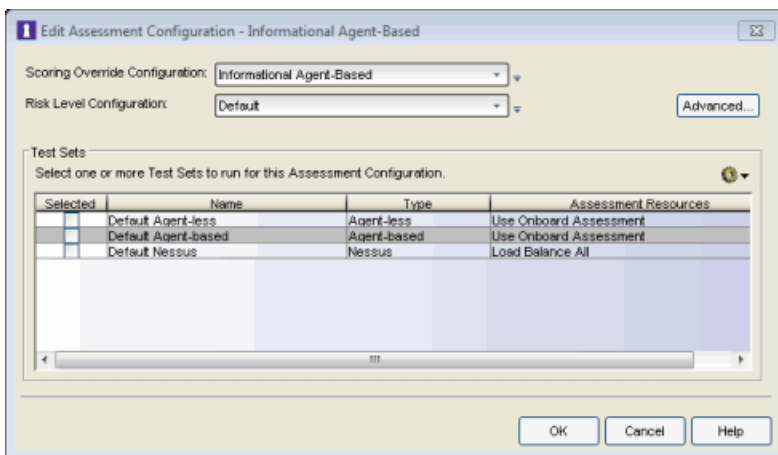 Edit Assessment Configuration - Informational Agent-Based
Scoring Override Configuration: Informational Agent-Based
Risk Level Configuration: Default Advanced...
Test Sets
Select one or more Test Sets to run for this Assessment Configuration.
Selected Name Type Assessment Resources
Default Agent-less Agent-less Use Onboard Assessment
Default Agent-based Agent-based Use Onboard Assessment
Default Nessus Nessus Load Balance All
OK Cancel Help